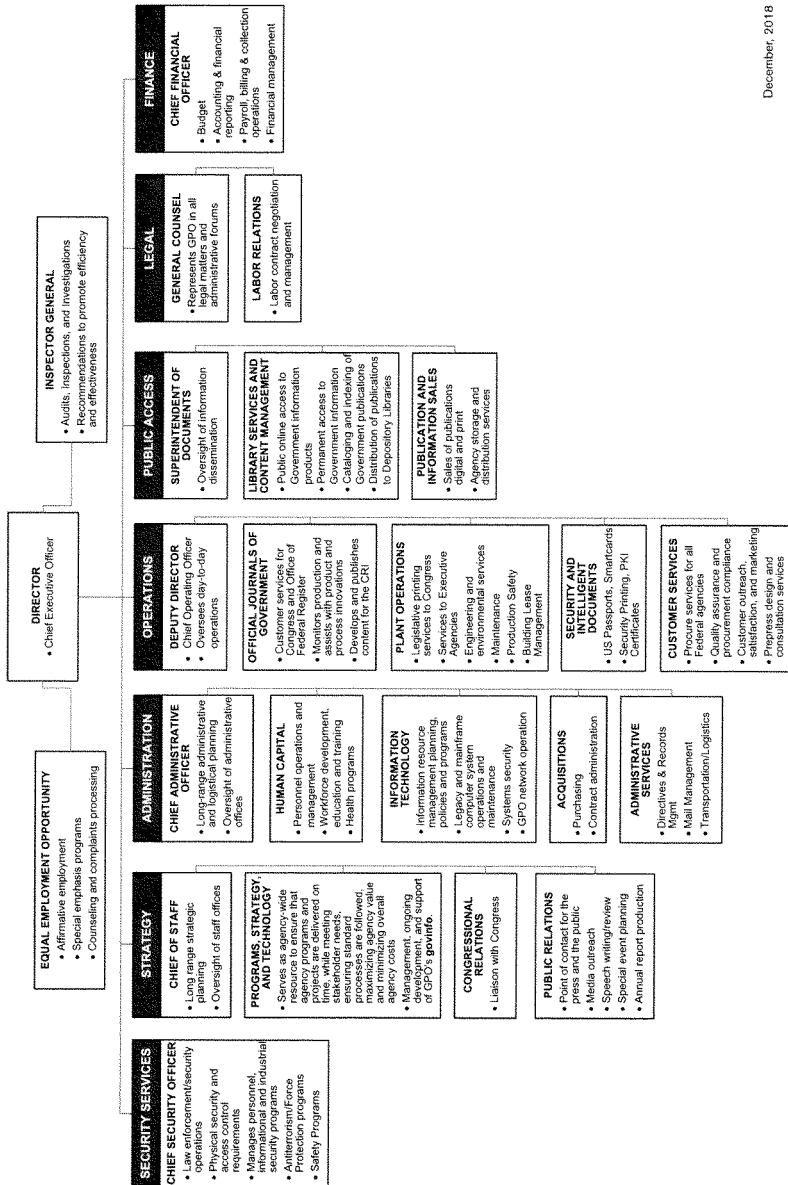 DIRECTOR
• Chief Executive Officer
EQUAL EMPLOYMENT OPPORTUNITY
• Affirmative employment
• Special emphasis programs
• Counseling and complaints processing
INSPECTOR GENERAL
• Audits, Inspections, and Investigations
• Recommendations to promote efficiency
and effectiveness
SECURITY SERVICES
CHIEF SECURITY OFFICER
• Law enforcement/security
operations
• Physical security and
access control
requirements
• Manages personnel,
informational and industrial
security programs
• Antiterrorism/Force
Protection programs
• Safety Programs
STRATEGY
CHIEF OF STAFF
• Long range strategic
planning
• Oversight of staff offices
PROGRAMS, STRATEGY,
AND TECHNOLOGY
• Serves as agency-wide
resource to ensure that
agency programs and
projects are delivered on
time, while meeting
stakeholder needs,
ensuring standard
processes are followed,
maximizing agency value
and minimizing overall
agency costs
• Management, ongoing
development, and support
of GPO's govinfo.
CONGRESSIONAL
RELATIONS
• Liaison with Congress
PUBLIC RELATIONS
• Point of contact for the
press and the public
• Media outreach
• Speech writing/review
• Special event planning
• Annual report production
ADMINISTRATION
CHIEF ADMINISTRATIVE
OFFICER
• Long-range administrative
and logistical planning
• Oversight of administrative
offices
HUMAN CAPITAL
• Personnel operations and
management
• Workforce development,
education and training
• Health programs
INFORMATION
TECHNOLOGY
• Information resource
management planning,
policies and programs
• Legacy and mainframe
computer system
operations and
maintenance
• Systems security
• GPO network operation
ACQUISITIONS
• Purchasing
• Contract administration
ADMINISTRATIVE
SERVICES
• Directives & Records
Mgmt
• Mail Management
• Transportation/Logistics
OPERATIONS
DEPUTY DIRECTOR
• Chief Operating Officer
• Oversees day-to-day
operations
OFFICIAL JOURNALS OF
GOVERNMENT
• Customer services for
Congress and Office of
Federal Register
• Monitors production and
assists with product and
process innovations
• Develops and publishes
content for the CRI
PLANT OPERATIONS
• Legislative printing
services to Congress
• Services to Executive
Agencies
• Engineering and
environmental services
• Maintenance
• Production Safety
• Building Lease
Management
SECURITY AND
INTELLIGENT
DOCUMENTS
• US Passports, Smartcards
• Security Printing, PKI
Certificates
CUSTOMER SERVICES
• Procure services for all
Federal agencies
• Quality assurance and
procurement compliance
• Customer outreach,
satisfaction, and marketing
• Prepress design and
consultation services
PUBLIC ACCESS
SUPERINTENDENT OF
DOCUMENTS
• Oversight of information
dissemination
LIBRARY SERVICES AND
CONTENT MANAGEMENT
• Public online access to
Government information
products
• Permanent access to
Government information
• Cataloging and indexing of
Government publications
• Distribution of publications
to Depository Libraries
PUBLICATION AND
INFORMATION SALES
• Sales of publications
digital and print
• Agency storage and
distribution services
LEGAL
GENERAL COUNSEL
• Represents GPO in all
legal matters and
administrative forums
LABOR RELATIONS
• Labor contract negotiation
and management
FINANCE
CHIEF FINANCIAL
OFFICER
• Budget
• Accounting & financial
reporting
• Payroll, billing & collection
operations
• Financial management
December, 2018